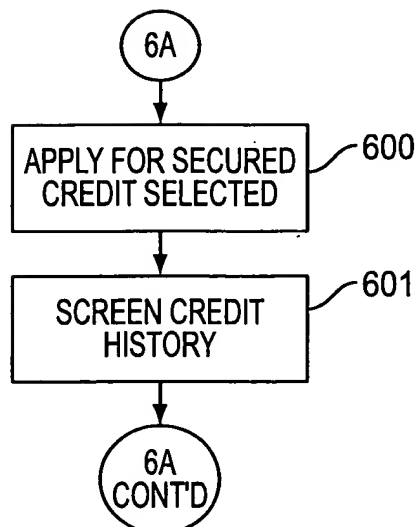 6A
APPLY FOR SECURED
CREDIT SELECTED
600
SCREEN CREDIT
HISTORY
601
6A
CONT'D